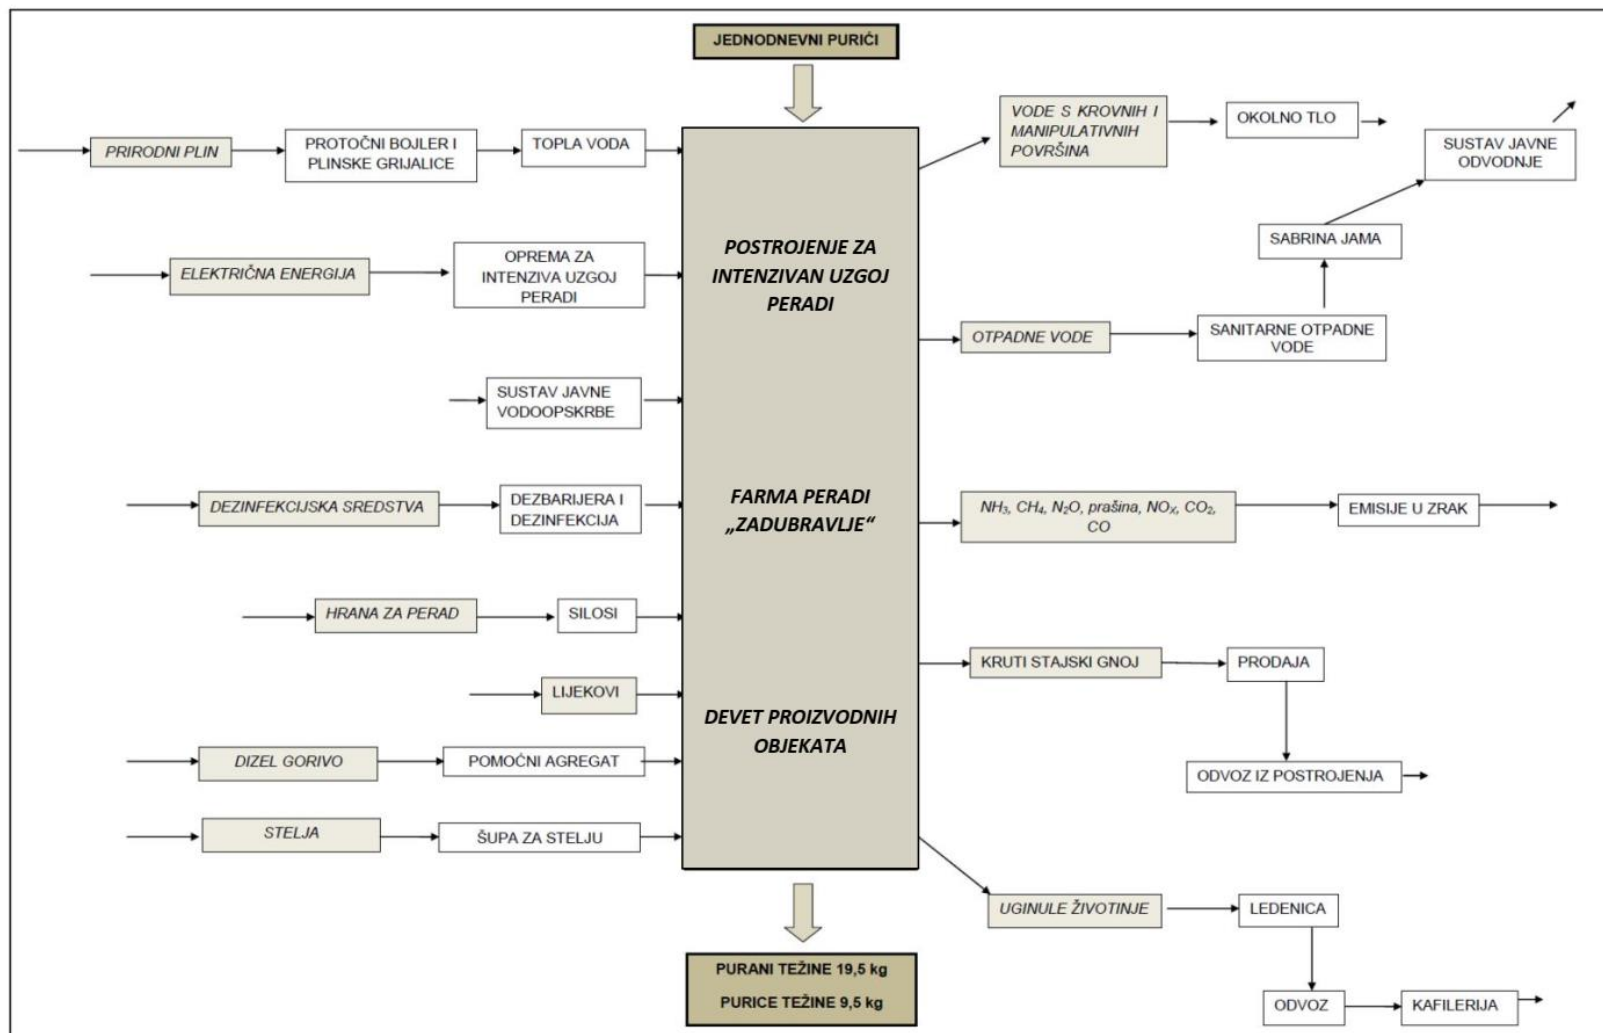 JEDNODNEVNI PURIĆI
PRIRODNI PLIN
PROTOČNI BOJLER I
PLINSKE GRIJALICE
TOPLA VODA
ELEKTRIČNA ENERGIJA
OPREMA ZA
INTENZIVA UZGOJ
PERADI
SUSTAV JAVNE
VODOOPSKRBE
DEZINFEKCIJSKA SREDSTVA
DEZBARIJERA I
DEZINFEKCIJA
HRANA ZA PERAD
SILOSI
LIJEKOVI
DIZEL GORIVO
POMOĆNI AGREGAT
STELJA
ŠUPA ZA STELJU
POSTROJENJE ZA
INTENZIVAN UZGOJ
PERADI
FARMA PERADI
„ZADUBRAVLJE“
DEVET PROIZVODNIH
OBJEKATA
VODE S KROVNIH I
MANIPULATIVNIH
POVRŠINA
OKOLNO TLO
SUSTAV JAVNE
ODVODNJE
SABRINA JAMA
OTPADNE VODE
SANITARNE OTPADNE
VODE
NH₃, CH₄, N₂O, prašina, NOₓ, CO₂,
CO
EMISIJE U ZRAK
KRUTI STAJSKI GNOJ
PRODAJA
ODVOZ IZ POSTROJENJA
UGINULE ŽIVOTINJE
LEDENICA
ODVOZ
KAFILERIJA
PURANI TEŽINE 19,5 kg
PURICE TEŽINE 9,5 kg